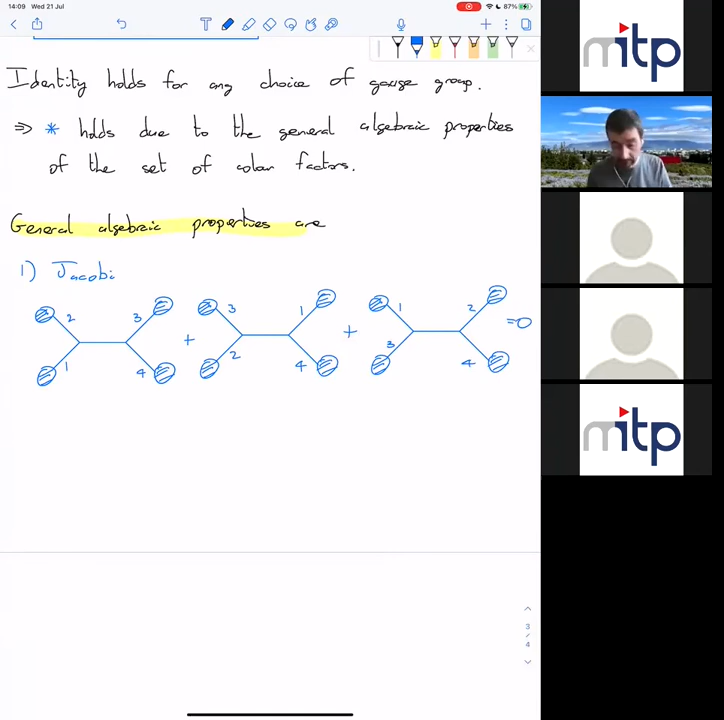 14:09 Wed 21 Jul
87%
T
Identity holds for any choice of gauge group.
⇒ * holds due to the general algebraic properties
of the set of color factors.
General algebraic properties are
1) Jacobi
2 3 3 1 1 2
+ + =0
1 4 2 4 3 4
3
/
4
mitp
mitp